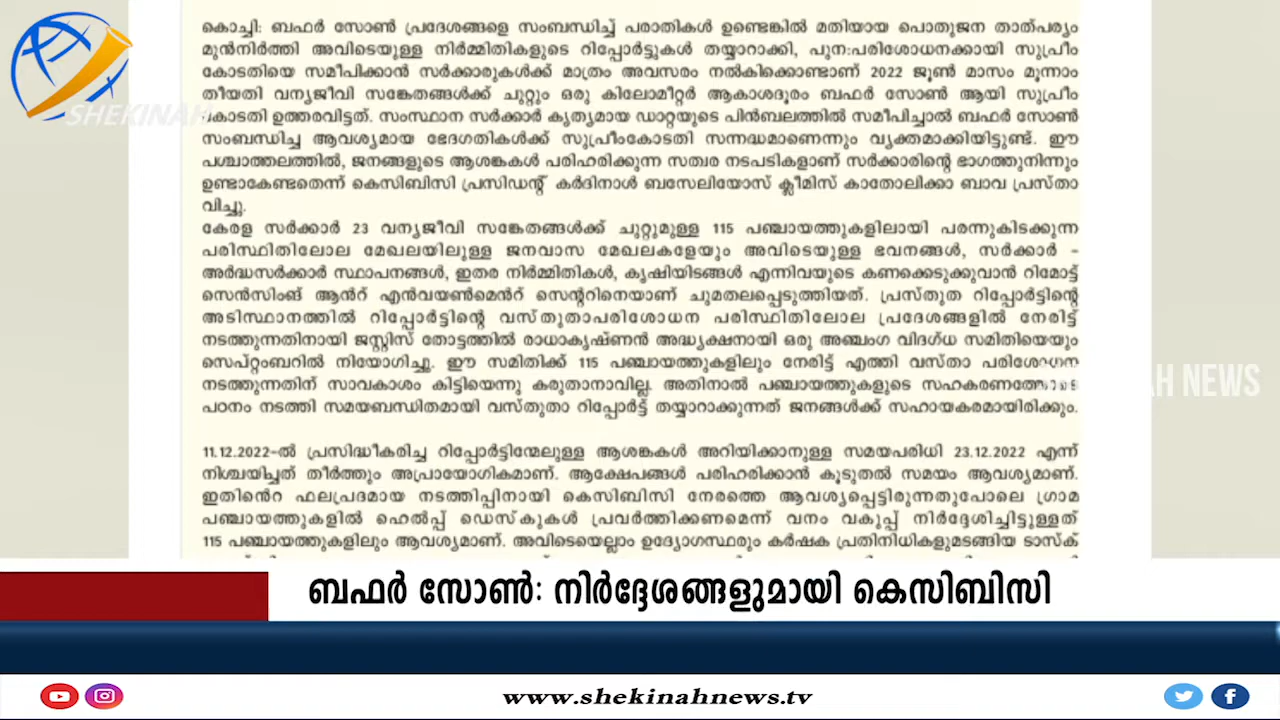 കൊച്ചി: ബഫർ സോൺ പ്രദേശങ്ങളെ സംബന്ധിച്ച് പരാതികൾ ഉണ്ടെങ്കിൽ മതിയായ പൊതുജന താത്പര്യം
മുൻനിർത്തി അവിടെയുള്ള നിർമ്മിതികളുടെ റിപ്പോർട്ടുകൾ തയ്യാറാക്കി, പുന:പരിശോധനക്കായി സുപ്രീം
കോടതിയെ സമീപിക്കാൻ സർക്കാരുകൾക്ക് മാത്രം അവസരം നൽകിക്കൊണ്ടാണ് 2022 ജൂൺ മാസം മൂന്നാം
തീയതി വന്യജീവി സങ്കേതങ്ങൾക്ക് ചുറ്റും ഒരു കിലോമീറ്റർ ആകാശദൂരം ബഫർ സോൺ ആയി സുപ്രീം
കോടതി ഉത്തരവിട്ടത്. സംസ്ഥാന സർക്കാർ കൃത്യമായ ഡാറ്റയുടെ പിൻബലത്തിൽ സമീപിച്ചാൽ ബഫർ സോൺ
സംബന്ധിച്ച ആവശ്യമായ ഭേദഗതികൾക്ക് സുപ്രീംകോടതി സന്നദ്ധമാണെന്നും വ്യക്തമാക്കിയിട്ടുണ്ട്. ഈ
പശ്ചാത്തലത്തിൽ, ജനങ്ങളുടെ ആശങ്കകൾ പരിഹരിക്കുന്ന സത്വര നടപടികളാണ് സർക്കാരിന്റെ ഭാഗത്തുനിന്നും
ഉണ്ടാകേണ്ടതെന്ന് കെസിബിസി പ്രസിഡന്റ് കർദിനാൾ ബസേലിയോസ് ക്ലീമിസ് കാതോലിക്കാ ബാവ പ്രസ്താ
വിച്ചു.
കേരള സർക്കാർ 23 വന്യജീവി സങ്കേതങ്ങൾക്ക് ചുറ്റുമുള്ള 115 പഞ്ചായത്തുകളിലായി പരന്നുകിടക്കുന്ന
പരിസ്ഥിതിലോല മേഖലയിലുള്ള ജനവാസ മേഖലകളേയും അവിടെയുള്ള ഭവനങ്ങൾ, സർക്കാർ –
അർദ്ധസർക്കാർ സ്ഥാപനങ്ങൾ, ഇതര നിർമ്മിതികൾ, കൃഷിയിടങ്ങൾ എന്നിവയുടെ കണക്കെടുക്കുവാൻ റിമോട്ട്
സെൻസിംങ് ആൻറ് എൻവയൺമെൻറ് സെന്ററിനെയാണ് ചുമതലപ്പെടുത്തിയത്. പ്രസ്തുത റിപ്പോർട്ടിന്റെ
അടിസ്ഥാനത്തിൽ റിപ്പോർട്ടിന്റെ വസ്തുതാപരിശോധന പരിസ്ഥിതിലോല പ്രദേശങ്ങളിൽ നേരിട്ട്
നടത്തുന്നതിനായി ജസ്റ്റിസ് തോട്ടത്തിൽ രാധാകൃഷ്ണൻ അദ്ധ്യക്ഷനായി ഒരു അഞ്ചംഗ വിദഗ്ധ സമിതിയെയും
സെപ്റ്റംബറിൽ നിയോഗിച്ചു. ഈ സമിതിക്ക് 115 പഞ്ചായത്തുകളിലും നേരിട്ട് എത്തി വസ്താ പരിശോധന
നടത്തുന്നതിന് സാവകാശം കിട്ടിയെന്നു കരുതാനാവില്ല. അതിനാൽ പഞ്ചായത്തുകളുടെ സഹകരണത്തോടെ
പഠനം നടത്തി സമയബന്ധിതമായി വസ്തുതാ റിപ്പോർട്ട് തയ്യാറാക്കുന്നത് ജനങ്ങൾക്ക് സഹായകരമായിരിക്കും.
11.12.2022-ൽ പ്രസിദ്ധീകരിച്ച റിപ്പോർട്ടിന്മേലുള്ള ആശങ്കകൾ അറിയിക്കാനുള്ള സമയപരിധി 23.12.2022 എന്ന്
നിശ്ചയിച്ചത് തീർത്തും അപ്രായോഗികമാണ്. ആക്ഷേപങ്ങൾ പരിഹരിക്കാൻ കൂടുതൽ സമയം ആവശ്യമാണ്.
ഇതിൻെറ ഫലപ്രദമായ നടത്തിപ്പിനായി കെസിബിസി നേരത്തെ ആവശ്യപ്പെട്ടിരുന്നതുപോലെ ഗ്രാമ
പഞ്ചായത്തുകളിൽ ഹെൽപ്പ് ഡെസ്കുകൾ പ്രവർത്തിക്കണമെന്ന് വനം വകുപ്പ് നിർദ്ദേശിച്ചിട്ടുള്ളത്
115 പഞ്ചായത്തുകളിലും ആവശ്യമാണ്. അവിടെയെല്ലാം ഉദ്യോഗസ്ഥരും കർഷക പ്രതിനിധികളുമടങ്ങിയ ടാസ്ക്
SHEKINAH
NEWS
ബഫർ സോൺ: നിർദ്ദേശങ്ങളുമായി കെസിബിസി
www.shekinahnews.tv